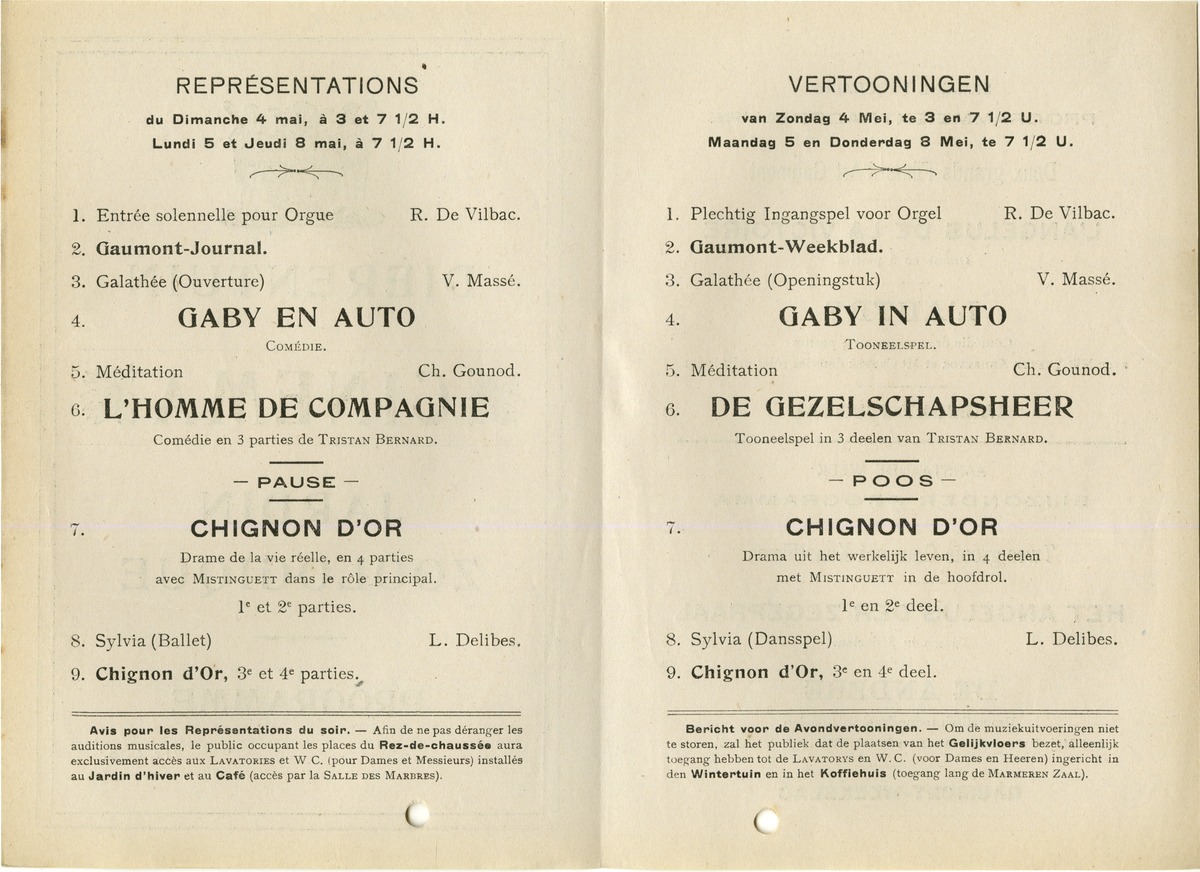 REPRÉSENTATIONS
du Dimanche 4 mai, à 3 et 7 1/2 H.
Lundi 5 et Jeudi 8 mai, à 7 1/2 H.
1. Entrée solennelle pour Orgue R. De Vilbac.
2. Gaumont-Journal.
3. Galathée (Ouverture) V. Massé.
4. GABY EN AUTO
COMÉDIE.
5. Méditation Ch. Gounod.
6. L'HOMME DE COMPAGNIE
Comédie en 3 parties de TRISTAN BERNARD.
— PAUSE —
7. CHIGNON D'OR
Drame de la vie réelle, en 4 parties
avec MISTINGUETT dans le rôle principal.
1e et 2e parties.
8. Sylvia (Ballet) L. Delibes.
9. Chignon d'Or, 3e et 4e parties.
Avis pour les Représentations du soir. — Afin de ne pas déranger les
auditions musicales, le public occupant les places du Rez-de-chaussée aura
exclusivement accès aux LAVATORIES et W C. (pour Dames et Messieurs) installés
au Jardin d'hiver et au Café (accès par la SALLE DES MARBRES).
VERTOONINGEN
van Zondag 4 Mei, te 3 en 7 1/2 U.
Maandag 5 en Donderdag 8 Mei, te 7 1/2 U.
1. Plechtig Ingangspel voor Orgel R. De Vilbac.
2. Gaumont-Weekblad.
3. Galathée (Openingstuk) V. Massé.
4. GABY IN AUTO
TOONEELSPEL.
5. Méditation Ch. Gounod.
6. DE GEZELSCHAPSHEER
Tooneelspel in 3 deelen van TRISTAN BERNARD.
— POOS —
7. CHIGNON D'OR
Drama uit het werkelijk leven, in 4 deelen
met MISTINGUETT in de hoofdrol.
1e en 2e deel.
8. Sylvia (Dansspel) L. Delibes.
9. Chignon d'Or, 3e en 4e deel.
Bericht voor de Avondvertooningen. — Om de muziekuitvoeringen niet
te storen, zal het publiek dat de plaatsen van het Gelijkvloers bezet, alleenlijk
toegang hebben tot de LAVATORYS en W. C. (voor Dames en Heeren) ingericht in
den Wintertuin en in het Koffiehuis (toegang lang de MARMEREN ZAAL).